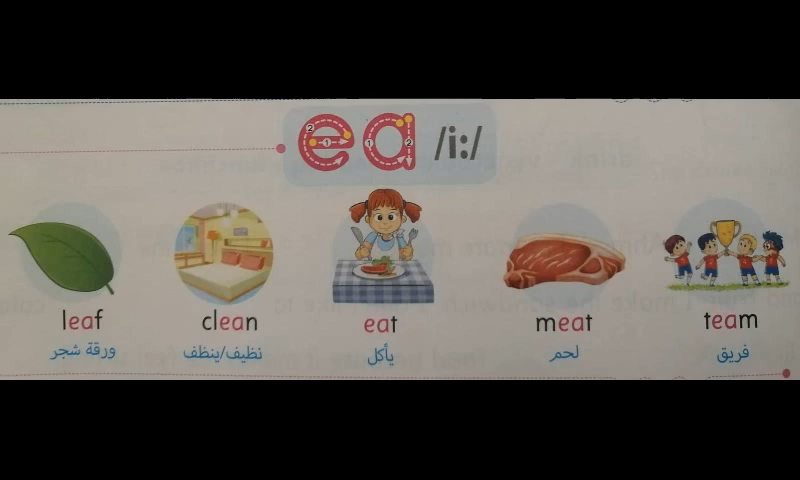 ea /i:/
leaf clean eat meat team
ورقة شجر نظيف/ينظف يأكل لحم فريق